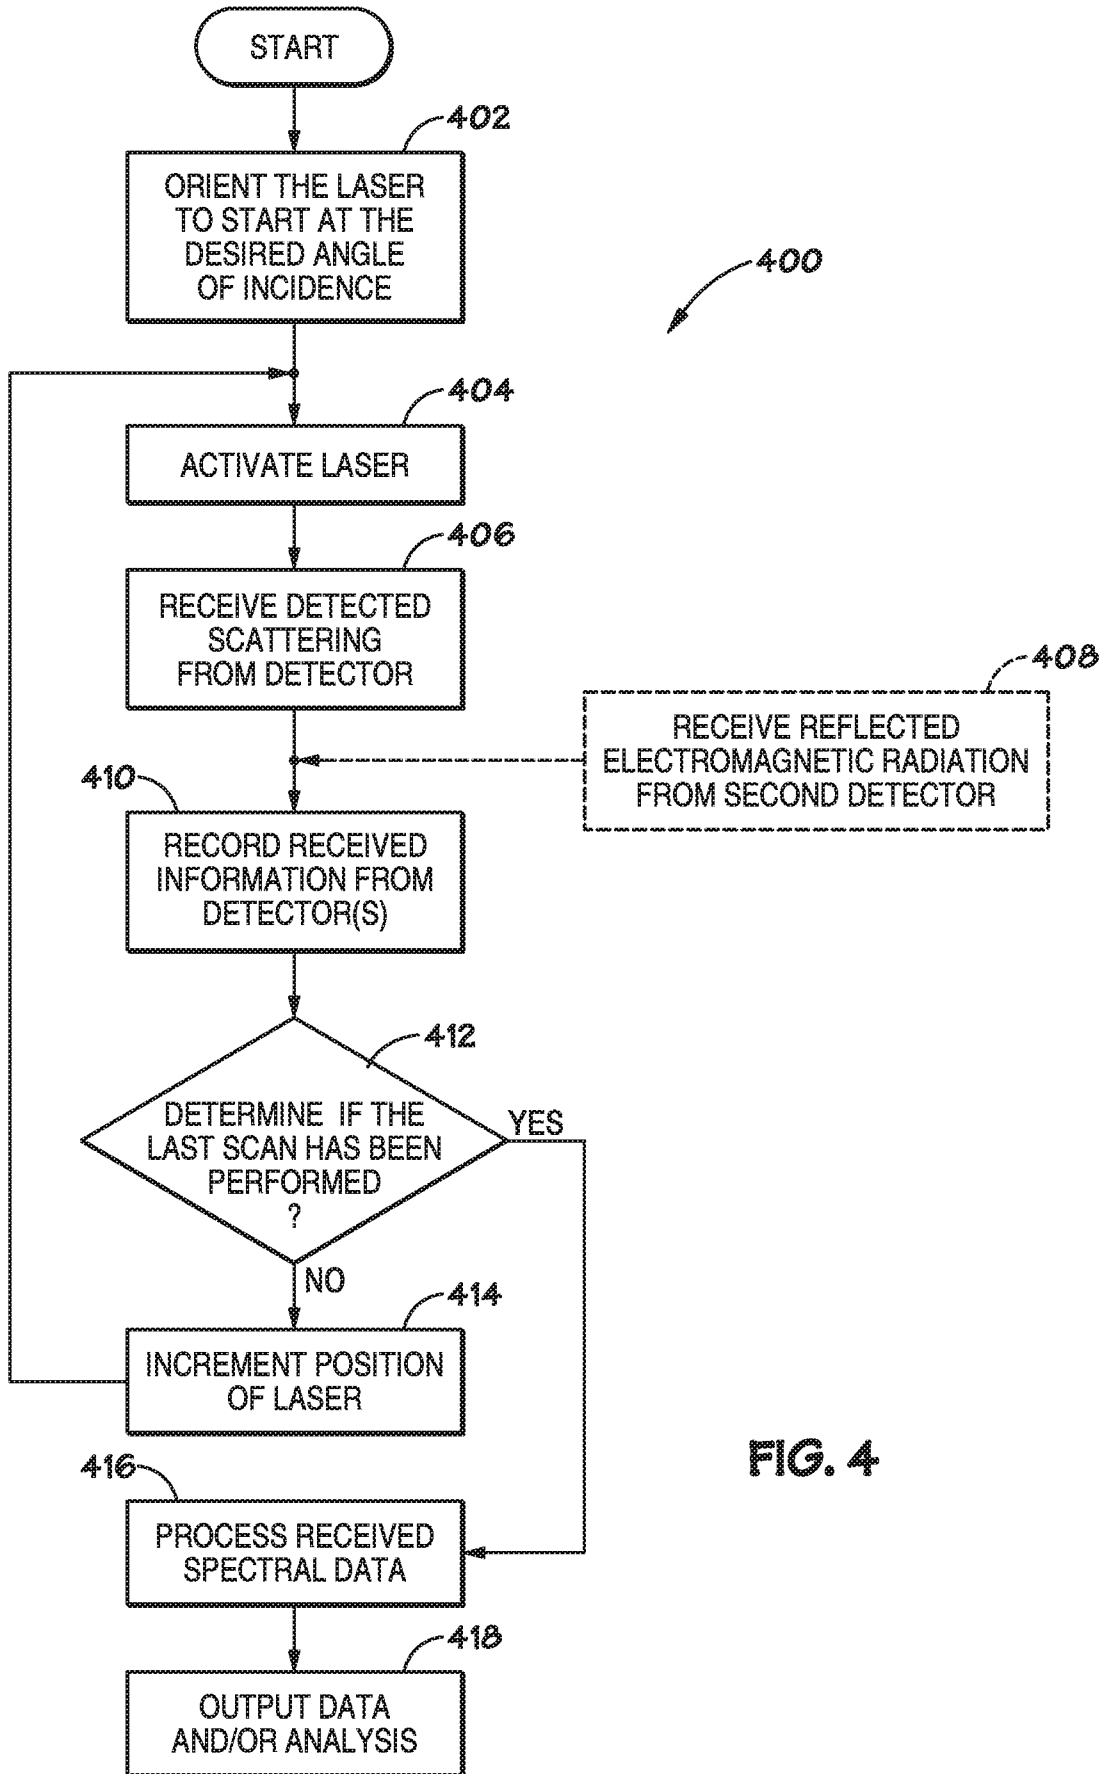 START
402
ORIENT THE LASER
TO START AT THE
DESIRED ANGLE
OF INCIDENCE
400
404
ACTIVATE LASER
406
RECEIVE DETECTED
SCATTERING
FROM DETECTOR
408
RECEIVE REFLECTED
ELECTROMAGNETIC RADIATION
FROM SECOND DETECTOR
410
RECORD RECEIVED
INFORMATION FROM
DETECTOR(S)
412
DETERMINE IF THE
LAST SCAN HAS BEEN
PERFORMED
?
YES
NO
414
INCREMENT POSITION
OF LASER
FIG. 4
416
PROCESS RECEIVED
SPECTRAL DATA
418
OUTPUT DATA
AND/OR ANALYSIS